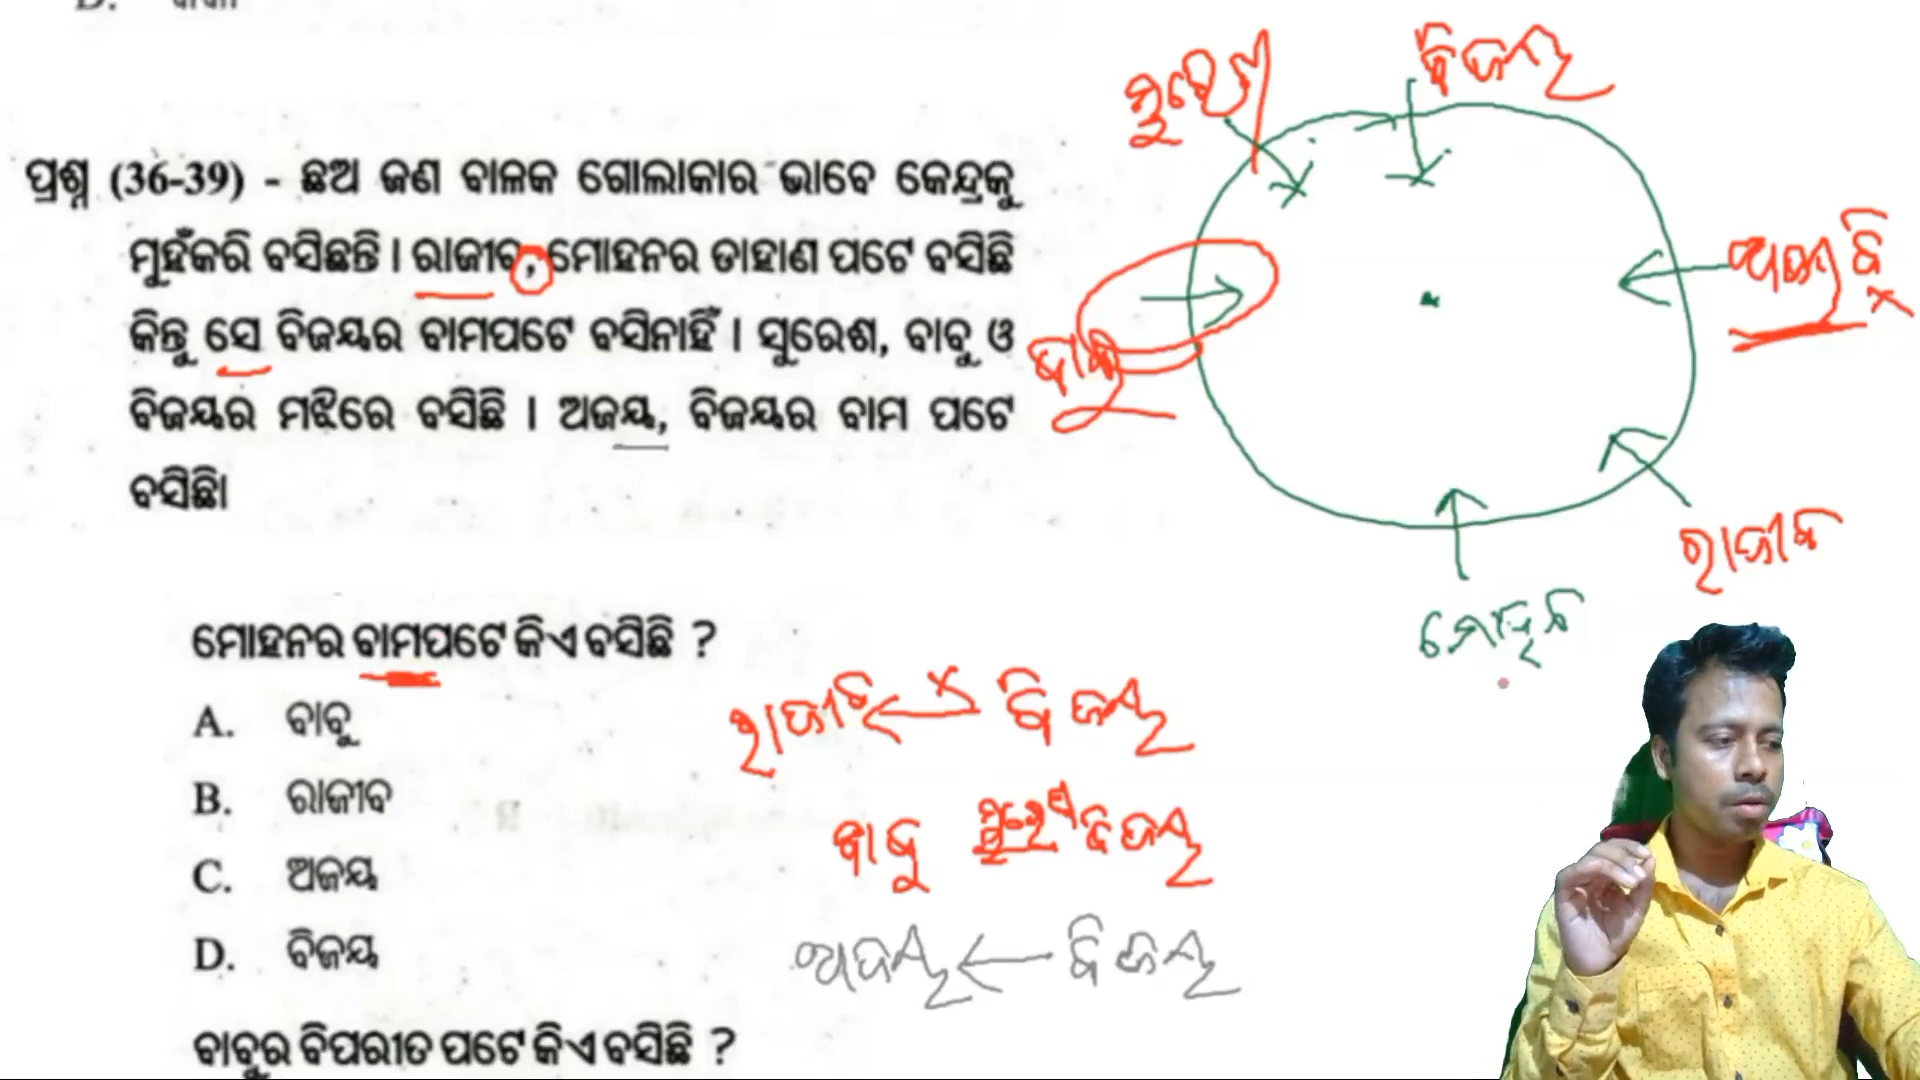 ପ୍ରଶ୍ନ (36-39) - ଛଅ ଜଣ ବାଳକ ଗୋଲାକାର ଭାବେ କେନ୍ଦ୍ରକୁ
ମୁହଁକରି ବସିଛନ୍ତି । ରାଜୀବ, ମୋହନର ଡାହାଣ ପଟେ ବସିଛି
କିନ୍ତୁ ସେ ବିଜୟର ବାମପଟେ ବସିନାହିଁ । ସୁରେଶ, ବାବୁ ଓ
ବିଜୟର ମଝିରେ ବସିଛି । ଅଜୟ, ବିଜୟର ବାମ ପଟେ
ବସିଛି।
ମୋହନର ବାମପଟେ କିଏ ବସିଛି ?
A. ବାବୁ
B. ରାଜୀବ
C. ଅଜୟ
D. ବିଜୟ
ବାବୁର ବିପରୀତ ପଟେ କିଏ ବସିଛି ?
ସୁରେଶ
ବିଜୟ
ବାବୁ
ରାଜୀବ
ମୋହନ
ରାଜୀବ ବିଜୟ
ବାବୁ ସୁରେଶ ବିଜୟ
ଅଜୟ ବିଜୟ